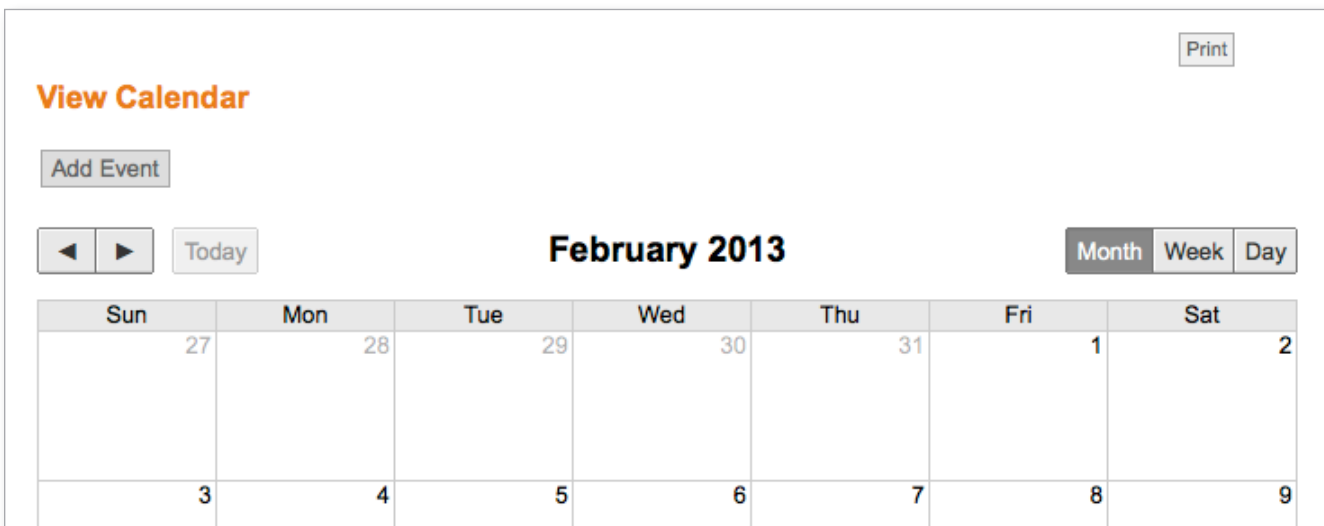 Print
View Calendar
Add Event
◄ ► Today February 2013 Month Week Day
Sun Mon Tue Wed Thu Fri Sat
27 28 29 30 31 1 2
3 4 5 6 7 8 9